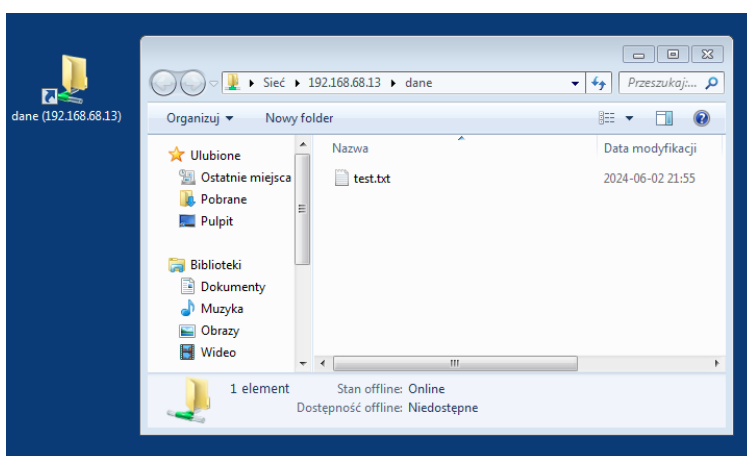 dane (192.168.68.13)
Sieć 192.168.68.13 dane
Przeszukaj:...
Organizuj Nowy folder
Ulubione
Ostatnie miejsca
Pobrane
Pulpit
Biblioteki
Dokumenty
Muzyka
Obrazy
Wideo
Nazwa Data modyfikacji
test.txt 2024-06-02 21:55
1 element Stan offline: Online
Dostępność offline: Niedostępne